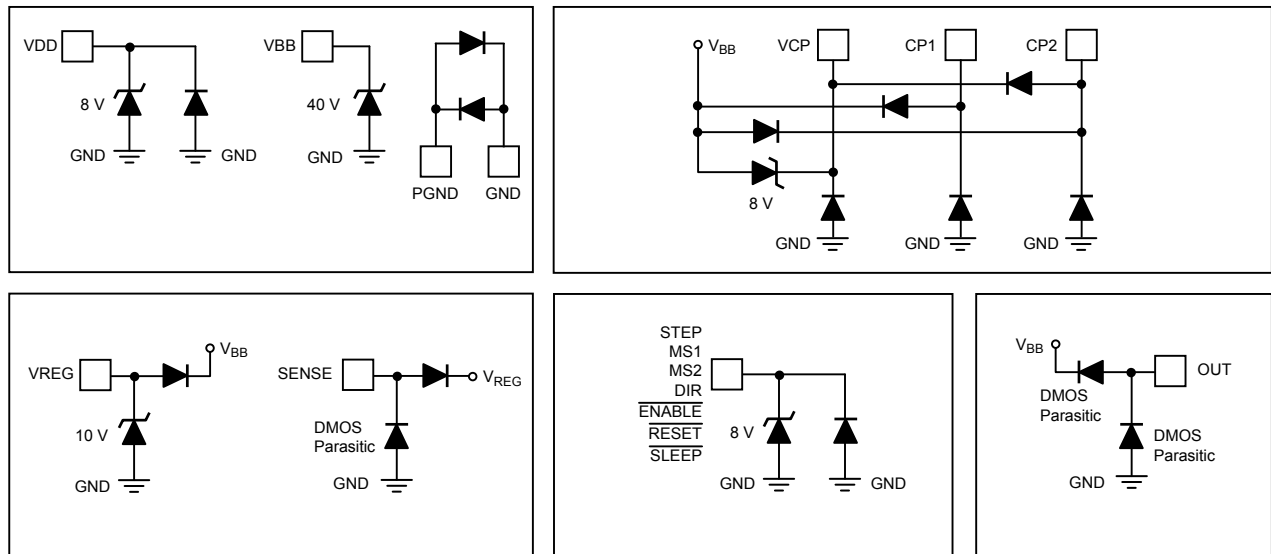 VDD
8 V
GND
GND
VBB
40 V
GND
PGND
GND
VBB
VCP
CP1
CP2
8 V
GND
GND
GND
VREG
VBB
10 V
GND
SENSE
VREG
DMOS
Parasitic
GND
STEP
MS1
MS2
DIR
ENABLE
RESET
SLEEP
8 V
GND
GND
VBB
OUT
DMOS
Parasitic
DMOS
Parasitic
GND